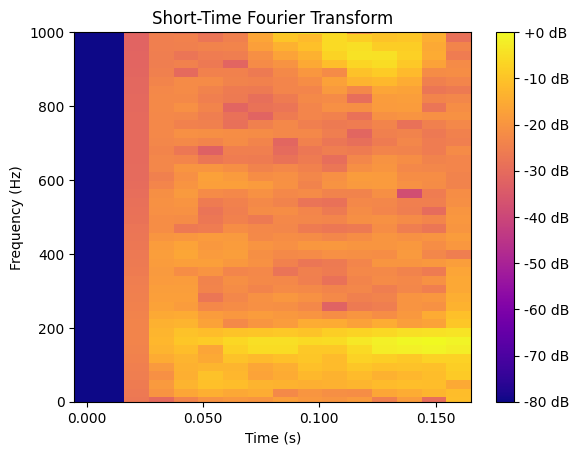 Short-Time Fourier Transform
1000
800
600
400
200
0
Frequency (Hz)
0.000
0.050
0.100
0.150
Time (s)
+0 dB
-10 dB
-20 dB
-30 dB
-40 dB
-50 dB
-60 dB
-70 dB
-80 dB